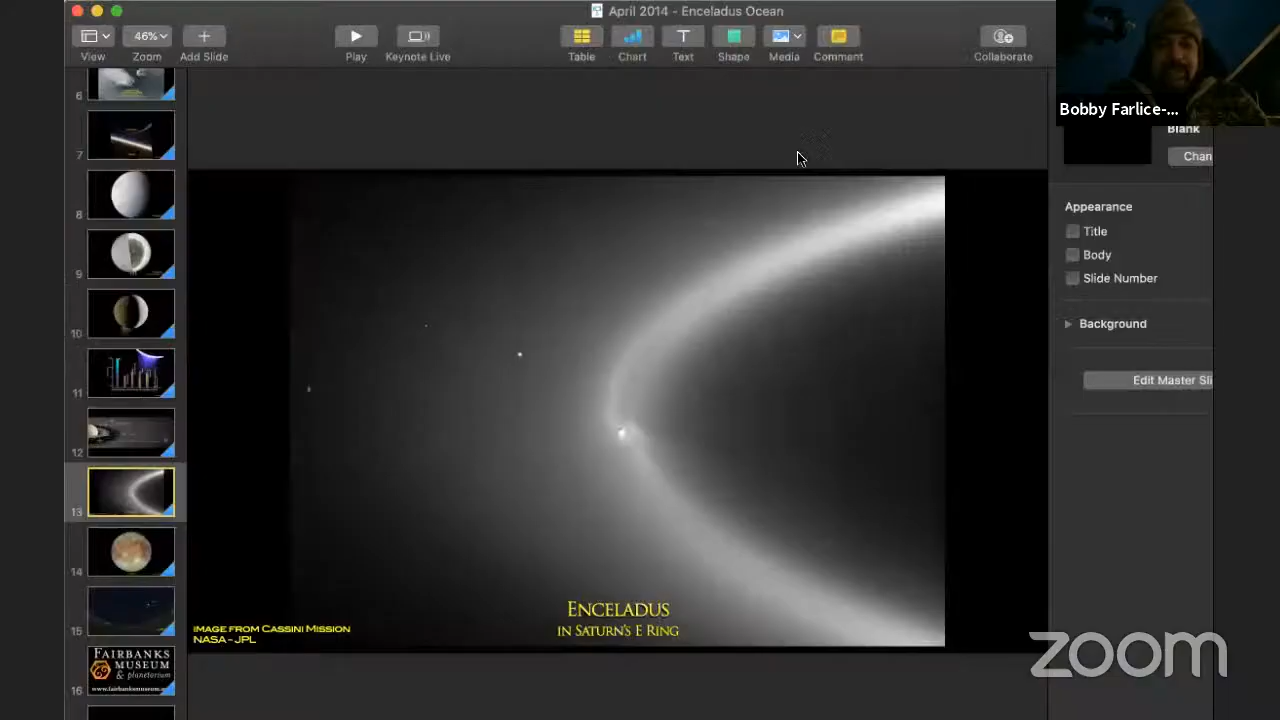 April 2014 - Enceladus Ocean
46%
View
Zoom
Add Slide
Play
Keynote Live
Table
Chart
Text
Shape
Media
Comment
Collaborate
Bobby Farlice-...
Blank
Chan
Appearance
Title
Body
Slide Number
Background
Edit Master Sli
6
7
8
9
10
11
12
13
14
15
16
FAIRBANKS
MUSEUM
& planetarium
ENCELADUS
IN SATURN'S E RING
IMAGE FROM CASSINI MISSION
NASA - JPL
zoom